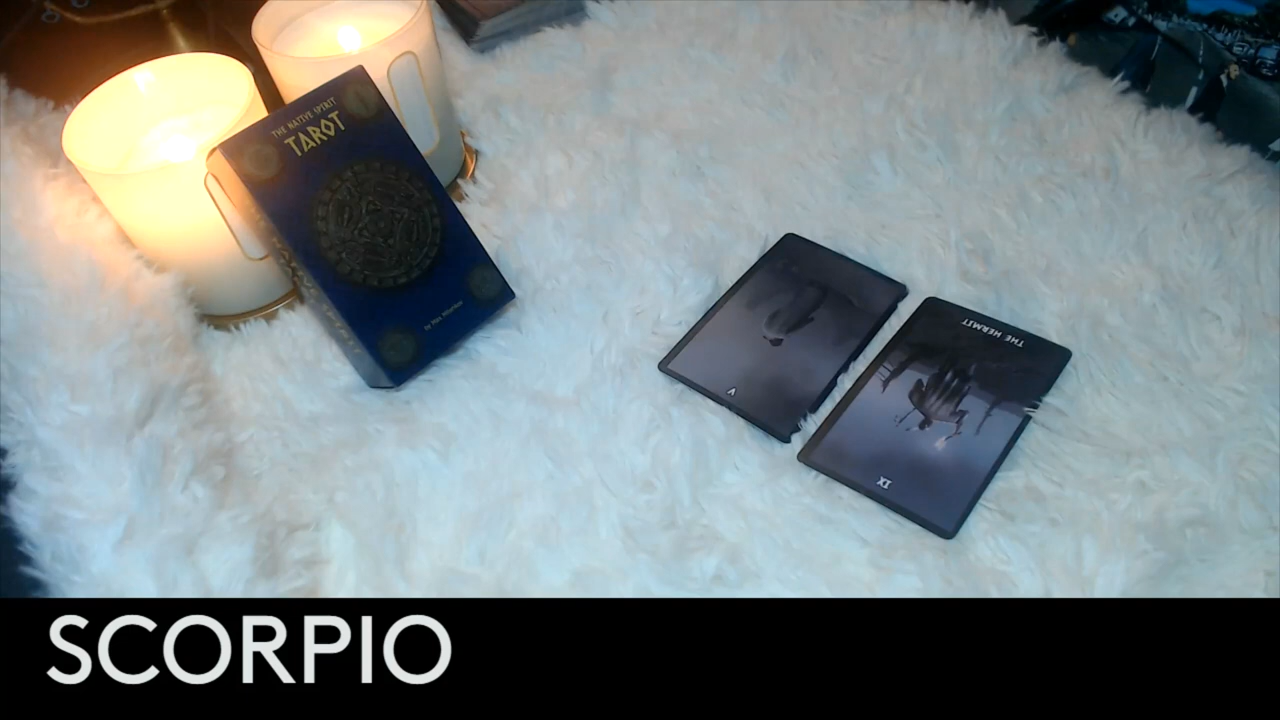 THE NATIVE SPIRIT
TAROT
V
THE HERMIT
IX
SCORPIO